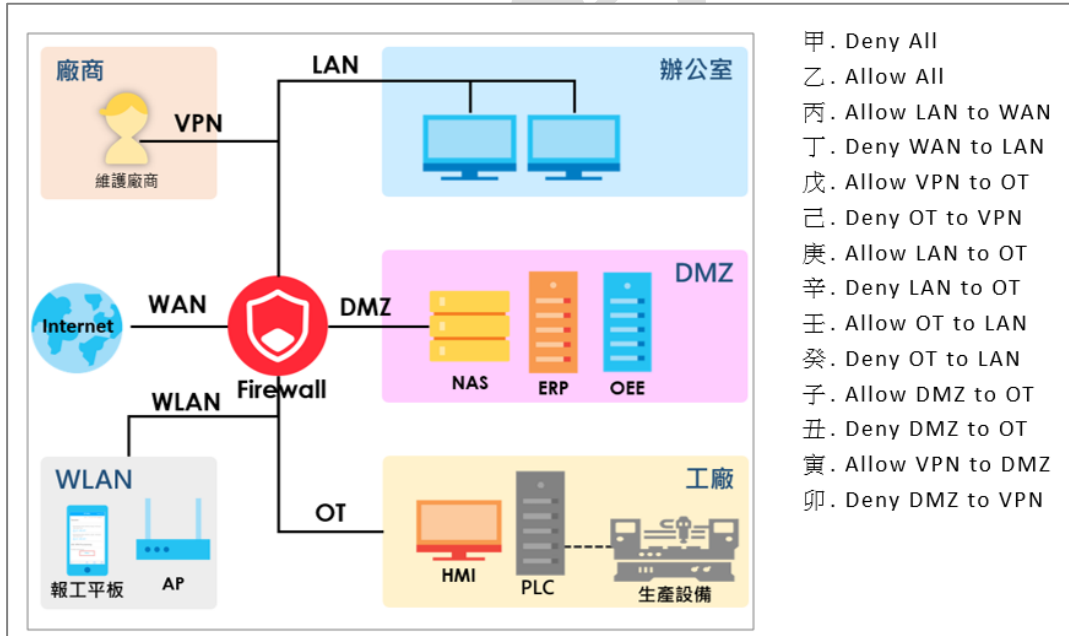 廠商
維護廠商
VPN
LAN
辦公室
Internet
WAN
Firewall
DMZ
DMZ
NAS
ERP
OEE
WLAN
WLAN
報工平板
AP
OT
工廠
HMI
PLC
生產設備
甲. Deny All
乙. Allow All
丙. Allow LAN to WAN
丁. Deny WAN to LAN
戊. Allow VPN to OT
己. Deny OT to VPN
庚. Allow LAN to OT
辛. Deny LAN to OT
壬. Allow OT to LAN
癸. Deny OT to LAN
子. Allow DMZ to OT
丑. Deny DMZ to OT
寅. Allow VPN to DMZ
卯. Deny DMZ to VPN